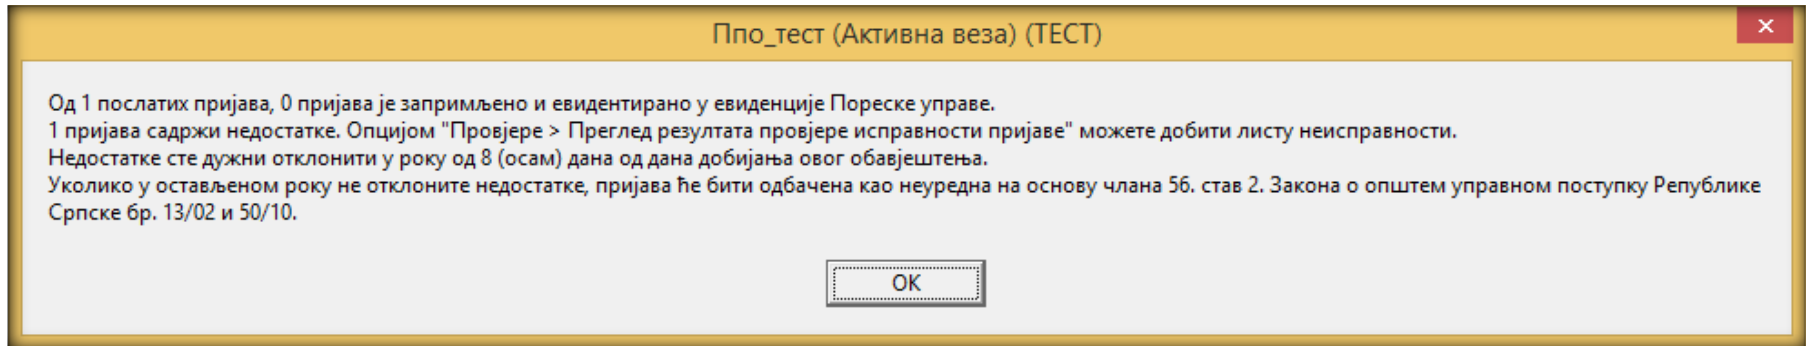 Ппо_тест (Активна веза) (ТЕСТ)
Од 1 послатих пријава, 0 пријава је запримљено и евидентирано у евиденције Пореске управе.
1 пријава садржи недостатке. Опцијом "Провјере > Преглед резултата провјере исправности пријаве" можете добити листу неисправности.
Недостатке сте дужни отклонити у року од 8 (осам) дана од дана добијања овог обавјештења.
Уколико у остављеном року не отклоните недостатке, пријава ће бити одбачена као неуредна на основу члана 56. став 2. Закона о општем управном поступку Републике
Српске бр. 13/02 и 50/10.
OK